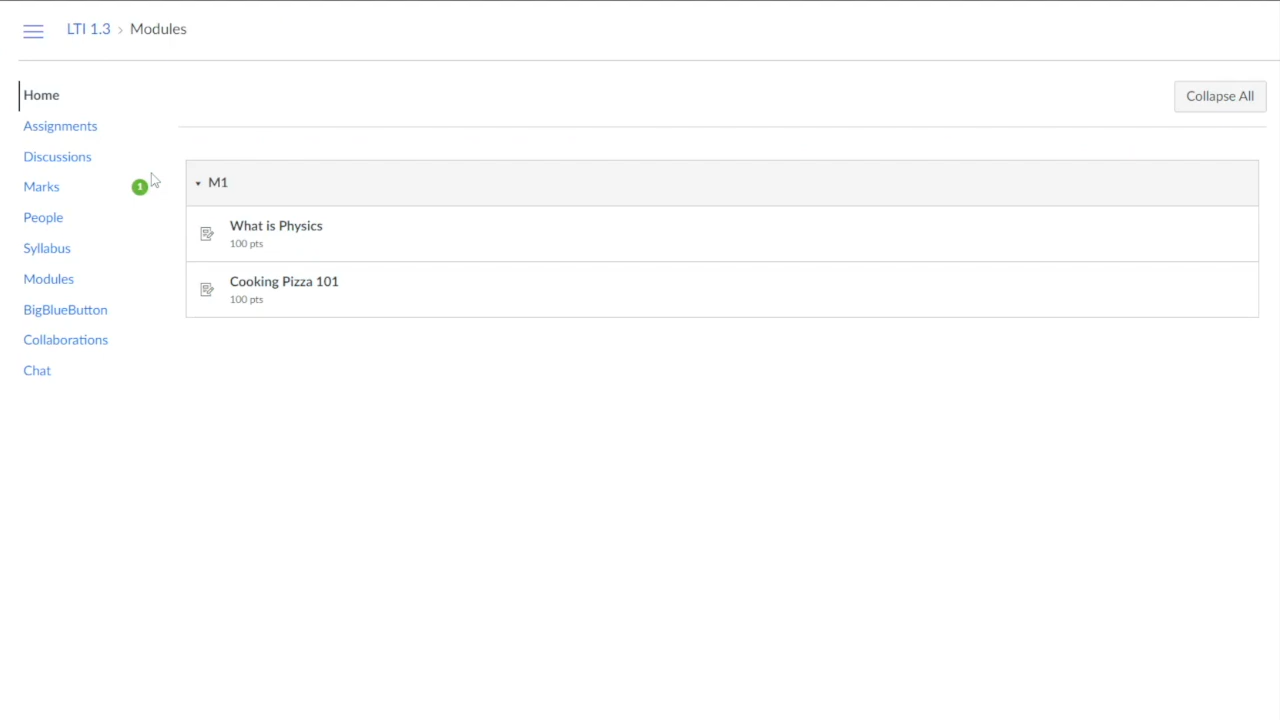 LTI 1.3 › Modules
Home
Collapse All
Assignments
Discussions
Marks
1
People
Syllabus
Modules
BigBlueButton
Collaborations
Chat
M1
What is Physics
100 pts
Cooking Pizza 101
100 pts